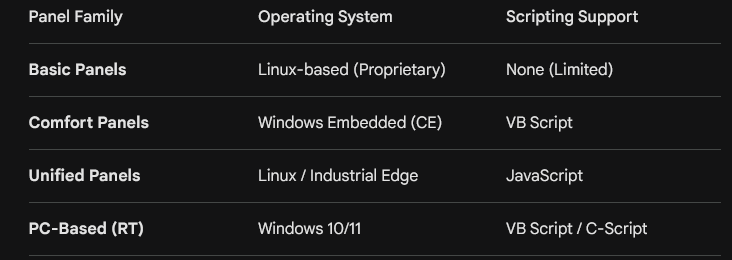 Panel Family Operating System Scripting Support
Basic Panels Linux-based (Proprietary) None (Limited)
Comfort Panels Windows Embedded (CE) VB Script
Unified Panels Linux / Industrial Edge JavaScript
PC-Based (RT) Windows 10/11 VB Script / C-Script